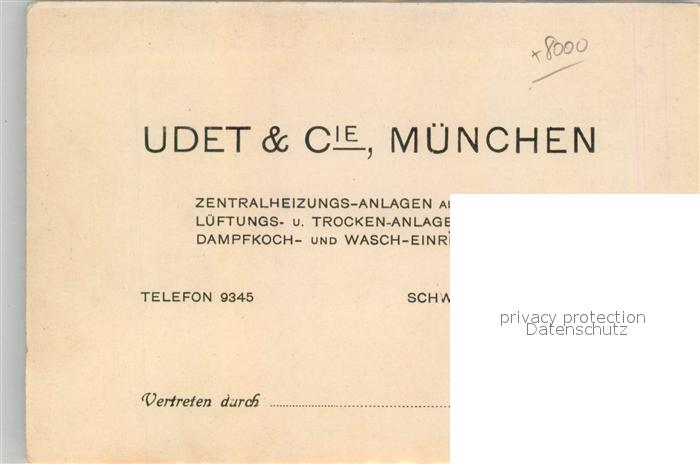 +8000
UDET & CIE, MÜNCHEN
ZENTRALHEIZUNGS-ANLAGEN
LÜFTUNGS- U. TROCKEN-ANLAGE
DAMPFKOCH- UND WASCH-EINR
TELEFON 9345 SCHW
privacy protection
Datenschutz
Vertreten durch